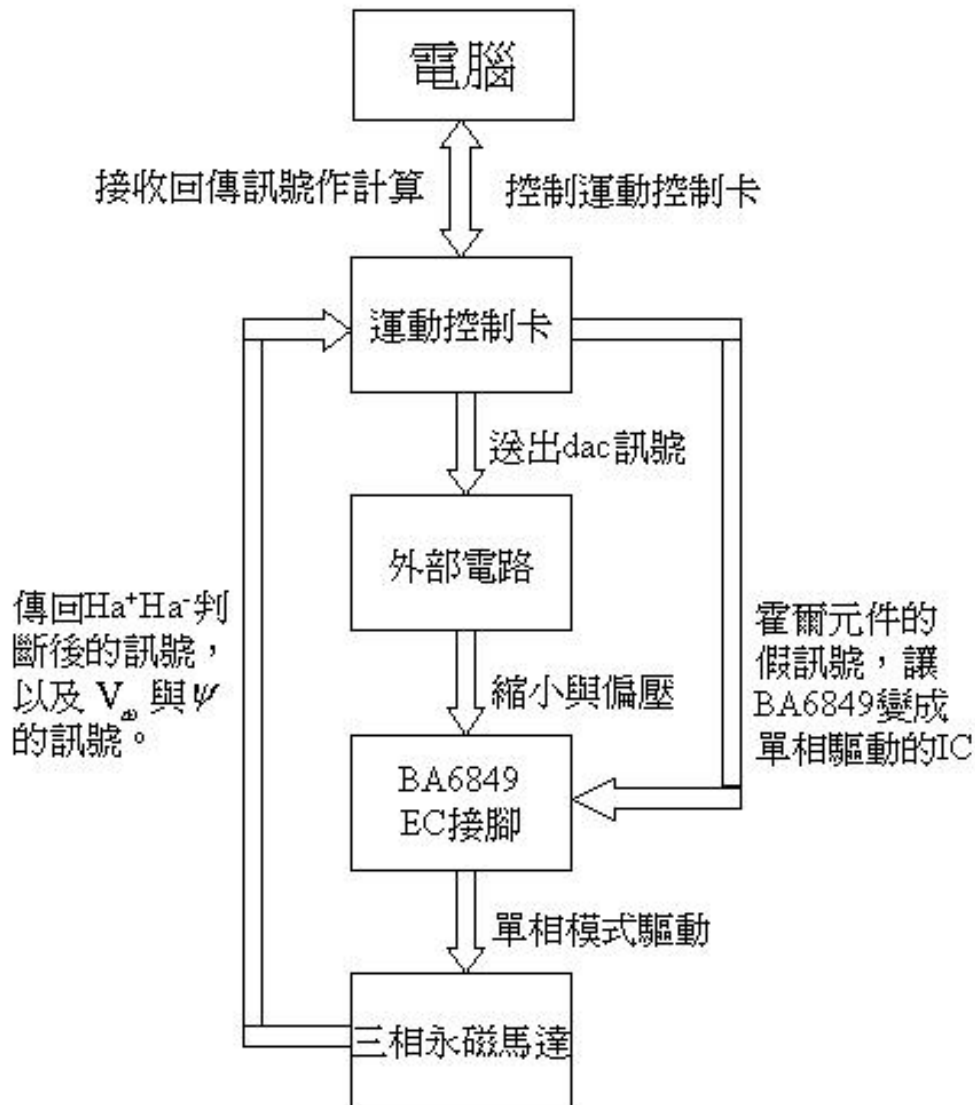 電腦
接收回傳訊號作計算
控制運動控制卡
運動控制卡
送出dac訊號
外部電路
傳回Ha⁺Ha⁻判
斷後的訊號，
以及 V 與ψ
的訊號。
霍爾元件的
假訊號，讓
BA6849變成
單相驅動的IC
縮小與偏壓
BA6849
EC接腳
單相模式驅動
三相永磁馬達